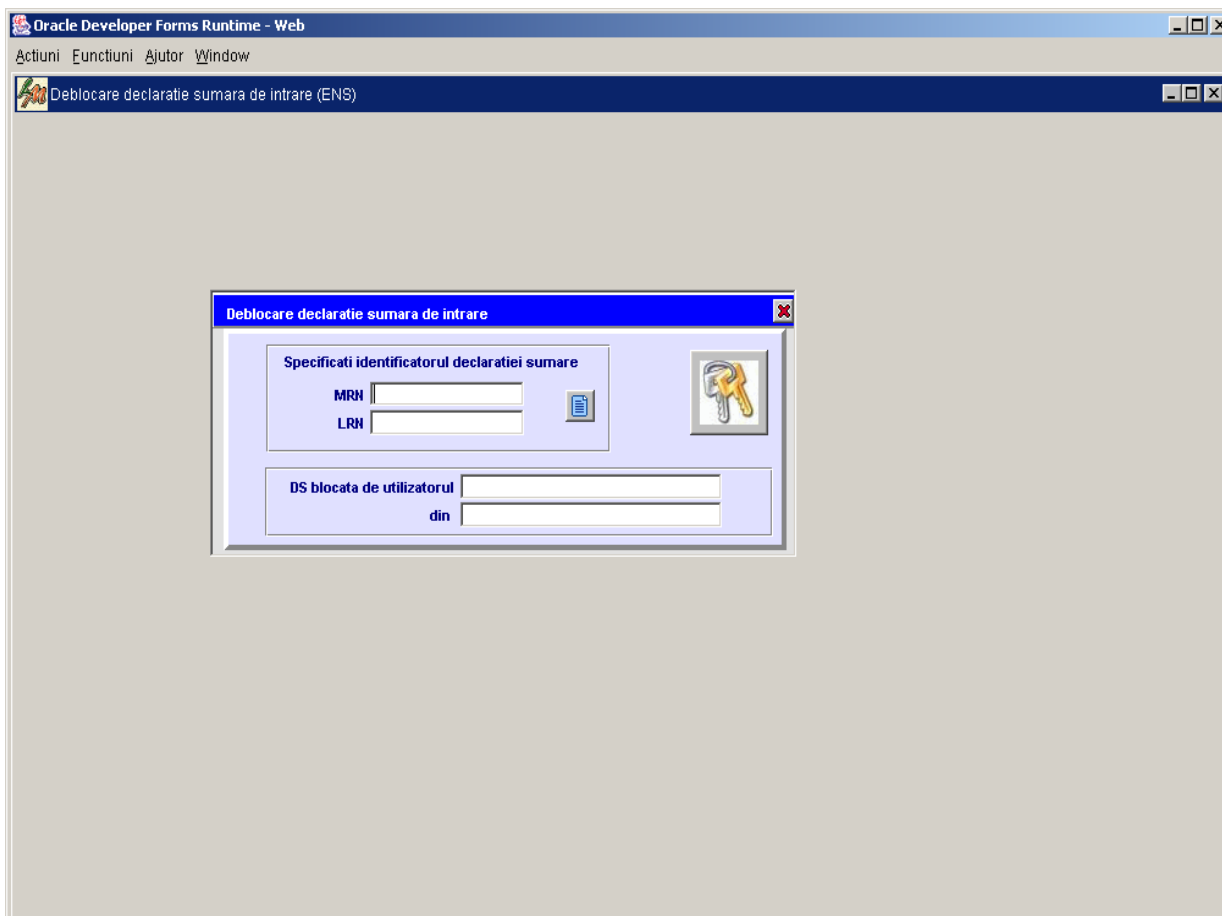 Oracle Developer Forms Runtime - Web
Actiuni Functiuni Ajutor Window
Deblocare declaratie sumara de intrare (ENS)
Deblocare declaratie sumara de intrare
Specificati identificatorul declaratiei sumare
MRN
LRN
DS blocata de utilizatorul
din